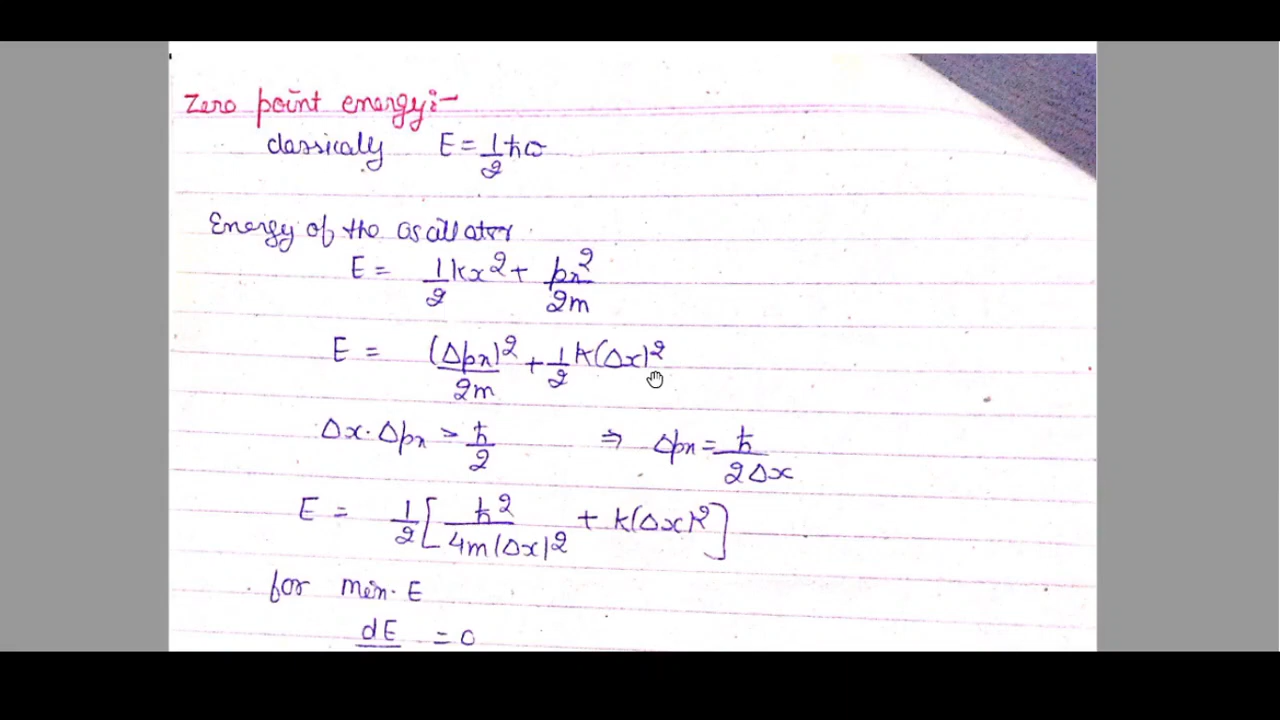 Zero point energy:-
classically E = 1/2 ħω
Energy of the oscillator
E = 1/2 kx² + px²/2m
E = (Δpx)²/2m + 1/2 k(Δx)²
Δx·Δpx > ħ/2 ⇒ Δpx = ħ/2Δx
E = 1/2 [ħ²/4m(Δx)² + k(Δx)²]
for min. E
dE = 0